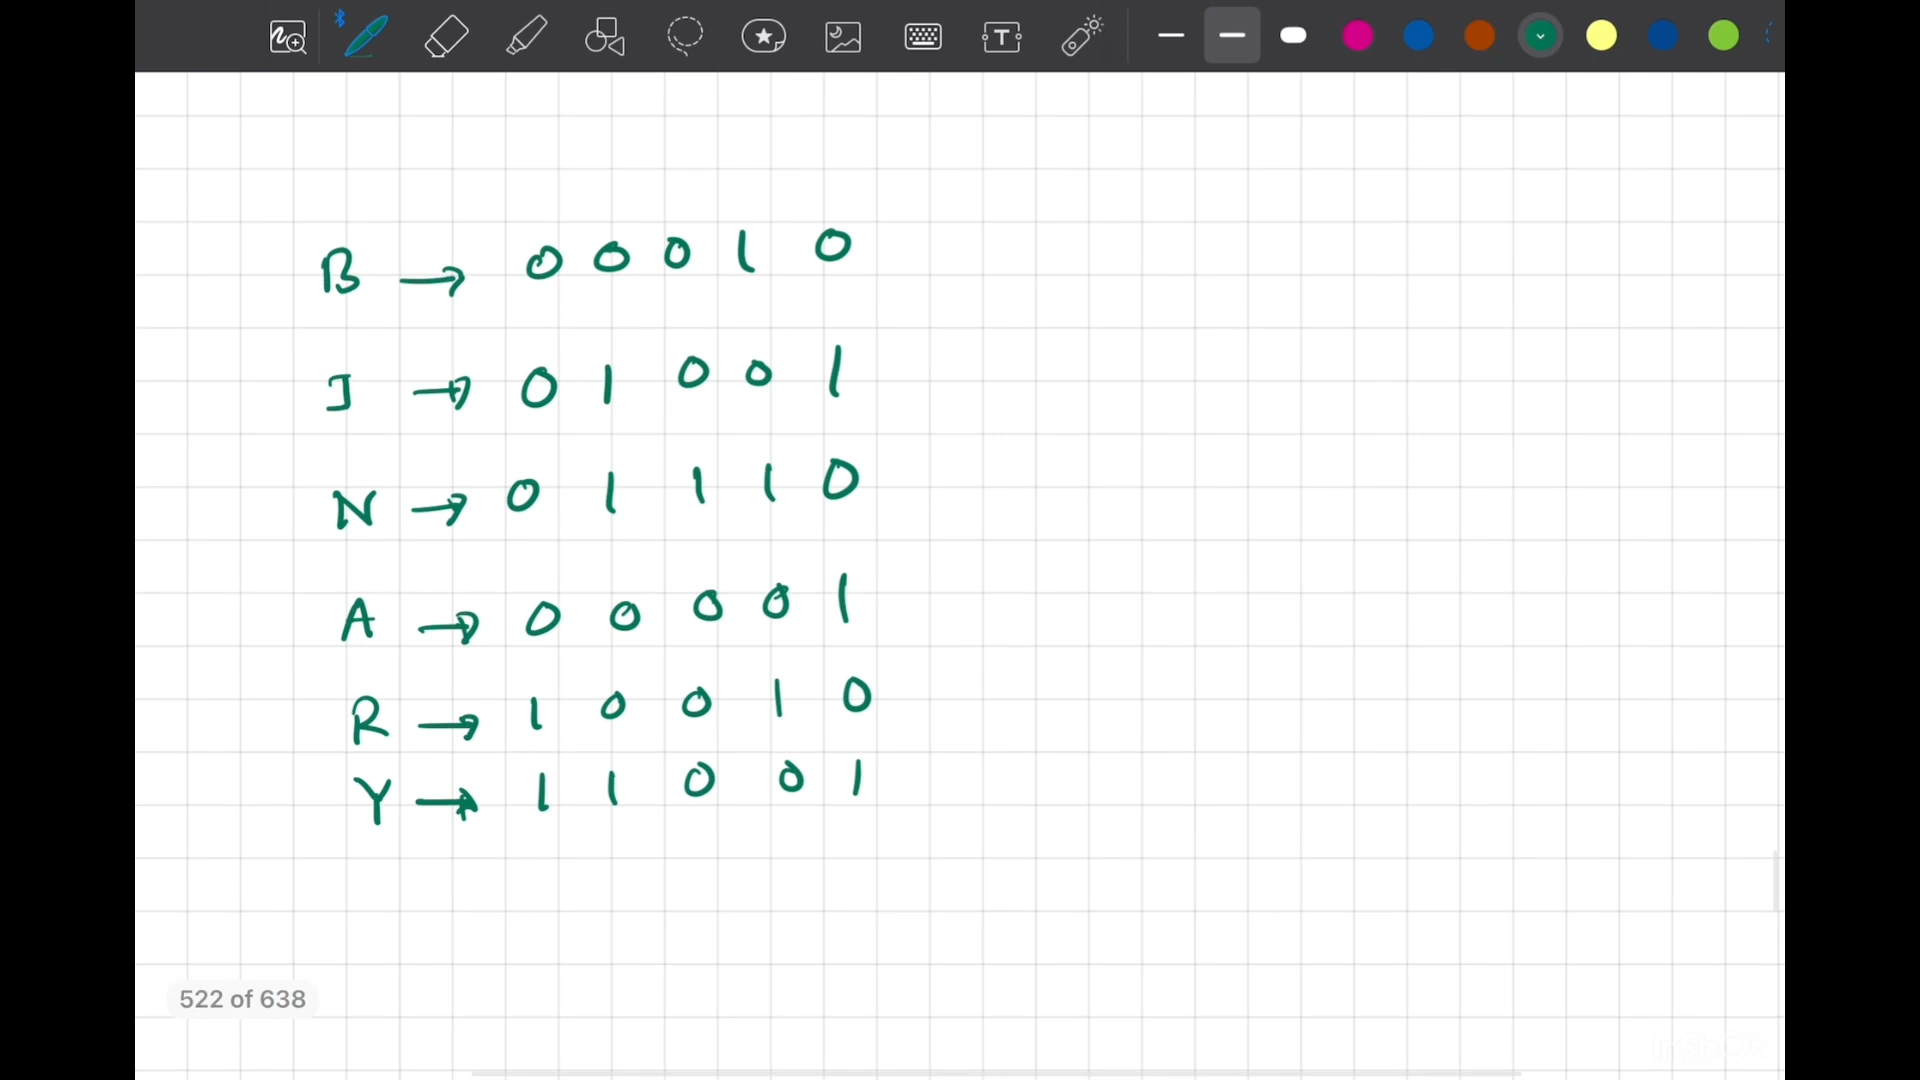 B → 0 0 0 1 0
I → 0 1 0 0 1
N → 0 1 1 1 0
A → 0 0 0 0 1
R → 1 0 0 1 0
Y → 1 1 0 0 1
522 of 638